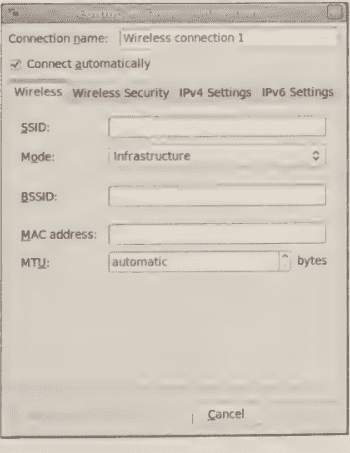 Connection name: Wireless connection 1
Connect automatically
Wireless Wireless Security IPv4 Settings IPv6 Settings
SSID:
Mode: Infrastructure
BSSID:
MAC address:
MTU: automatic bytes
Cancel